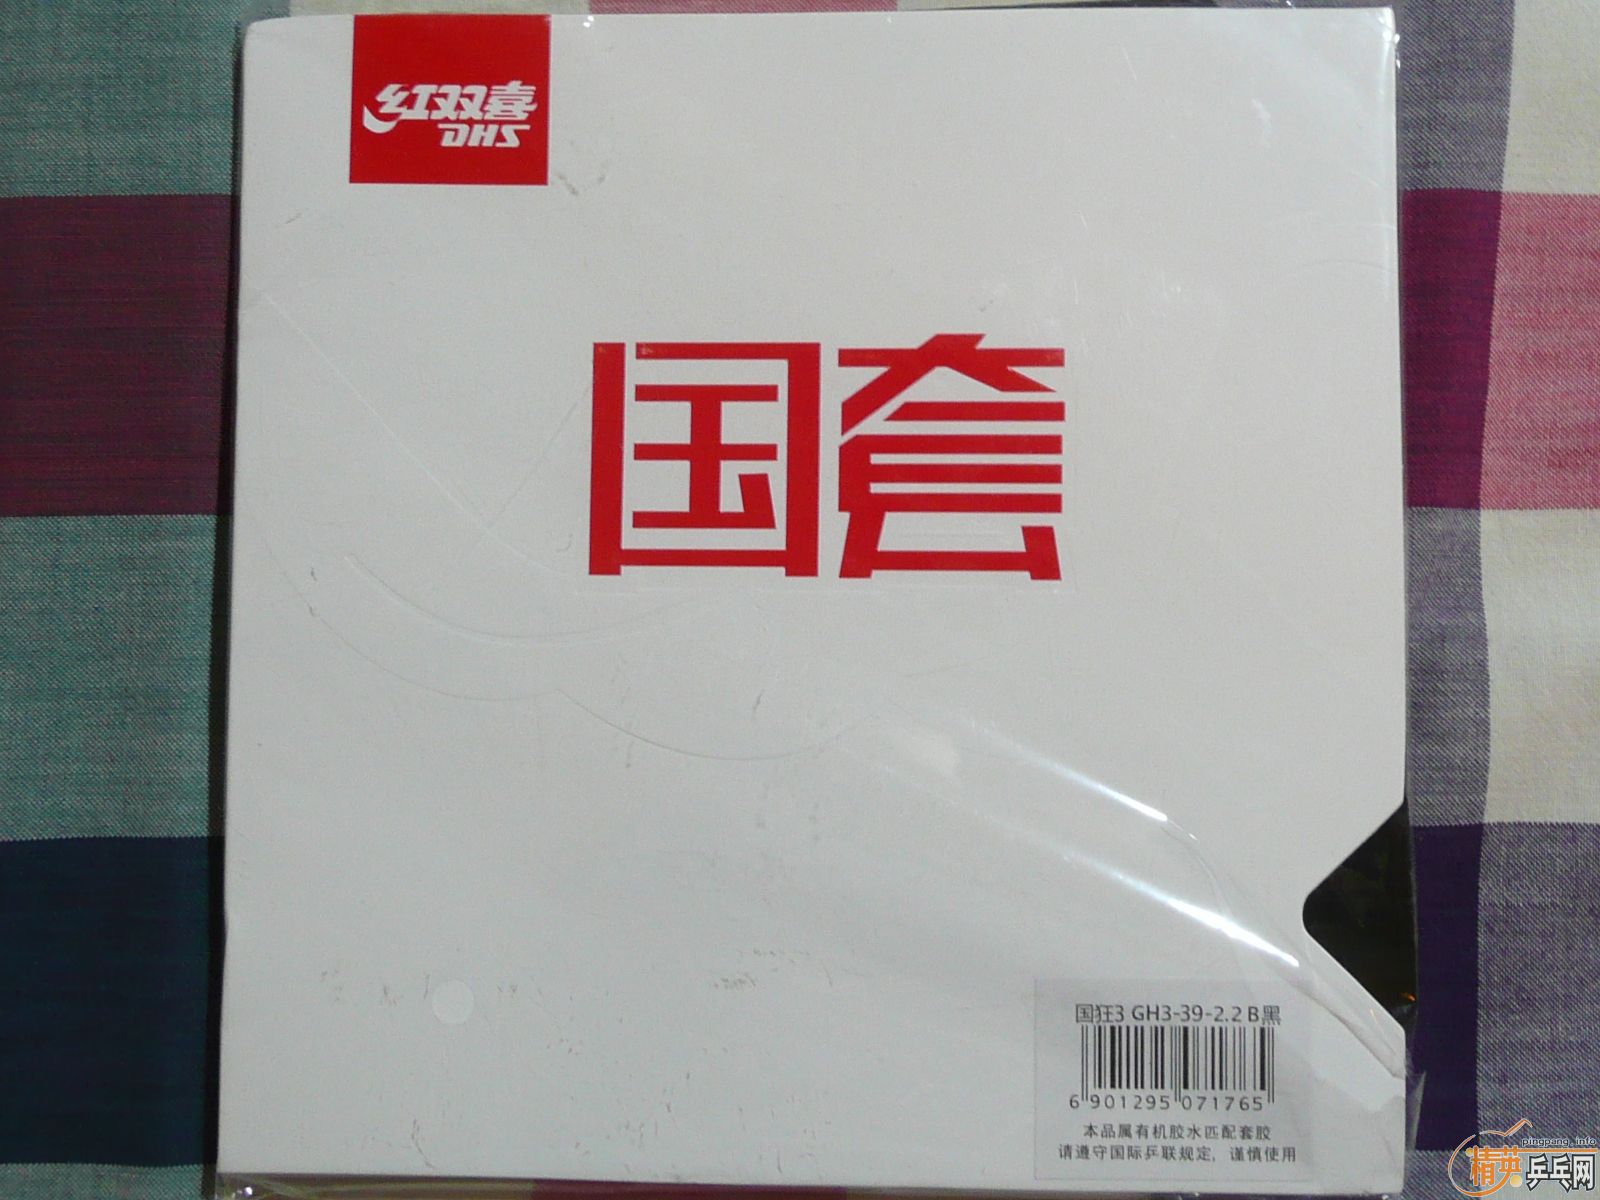 红双喜
DHS
国套
国狂3 GH3-39-2.2 B黑
6 901295 071765
本品属有机胶水匹配套胶
请遵守国际乒联规定，谨慎使用
pingpang.info
精英乒乓网